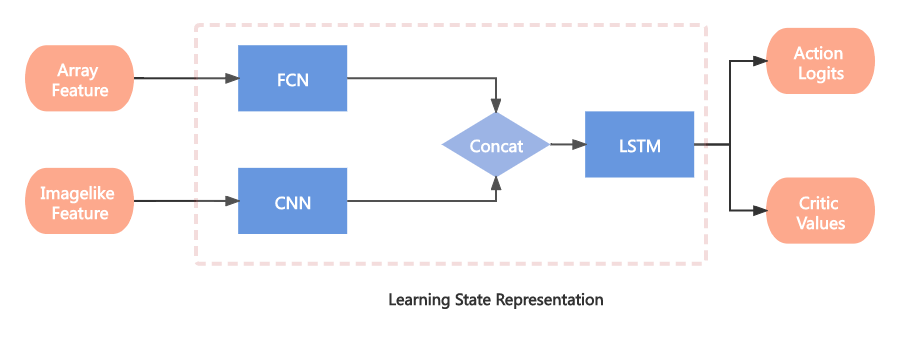 Array
Feature
FCN
Action
Logits
Concat
LSTM
Imagelike
Feature
CNN
Critic
Values
Learning State Representation